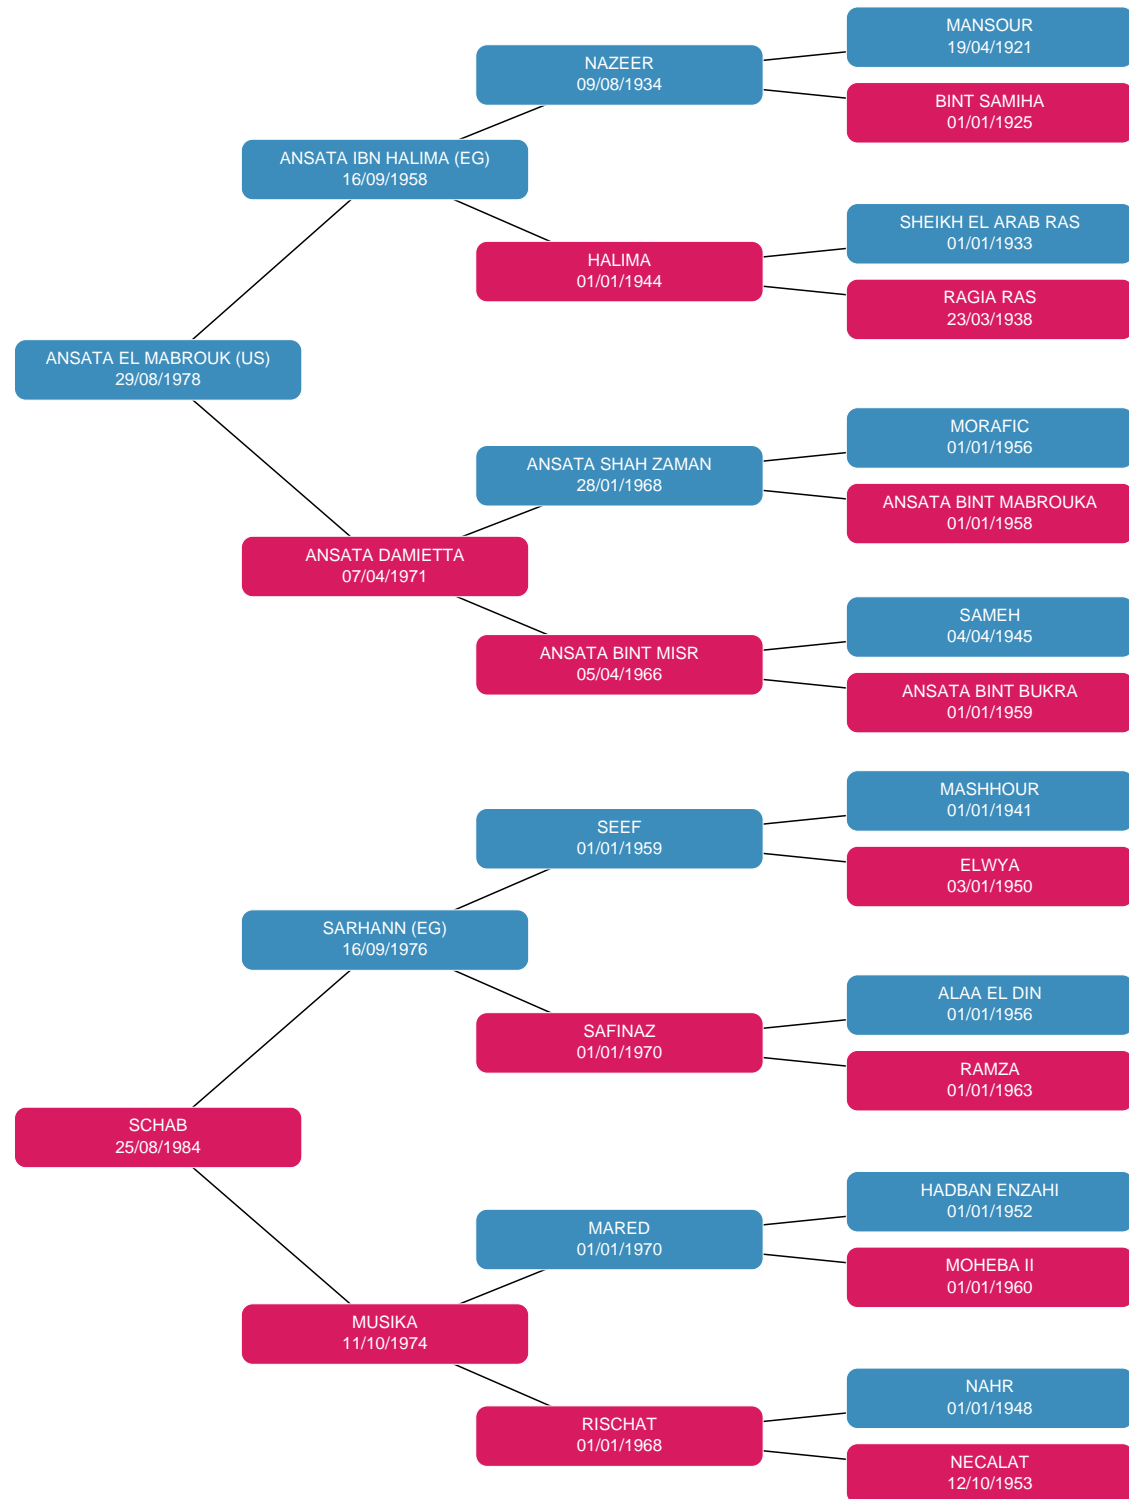 MANSOUR
19/04/1921
NAZEER
09/08/1934
BINT SAMIHA
01/01/1925
ANSATA IBN HALIMA (EG)
16/09/1958
SHEIKH EL ARAB RAS
01/01/1933
HALIMA
01/01/1944
RAGIA RAS
23/03/1938
ANSATA EL MABROUK (US)
29/08/1978
MORAFIC
01/01/1956
ANSATA SHAH ZAMAN
28/01/1968
ANSATA BINT MABROUKA
01/01/1958
ANSATA DAMIETTA
07/04/1971
SAMEH
04/04/1945
ANSATA BINT MISR
05/04/1966
ANSATA BINT BUKRA
01/01/1959
MASHHOUR
01/01/1941
SEEF
01/01/1959
ELWYA
03/01/1950
SARHANN (EG)
16/09/1976
ALAA EL DIN
01/01/1956
SAFINAZ
01/01/1970
RAMZA
01/01/1963
SCHAB
25/08/1984
HADBAN ENZAHI
01/01/1952
MARED
01/01/1970
MOHEBA II
01/01/1960
MUSIKA
11/10/1974
NAHR
01/01/1948
RISCHAT
01/01/1968
NECALAT
12/10/1953